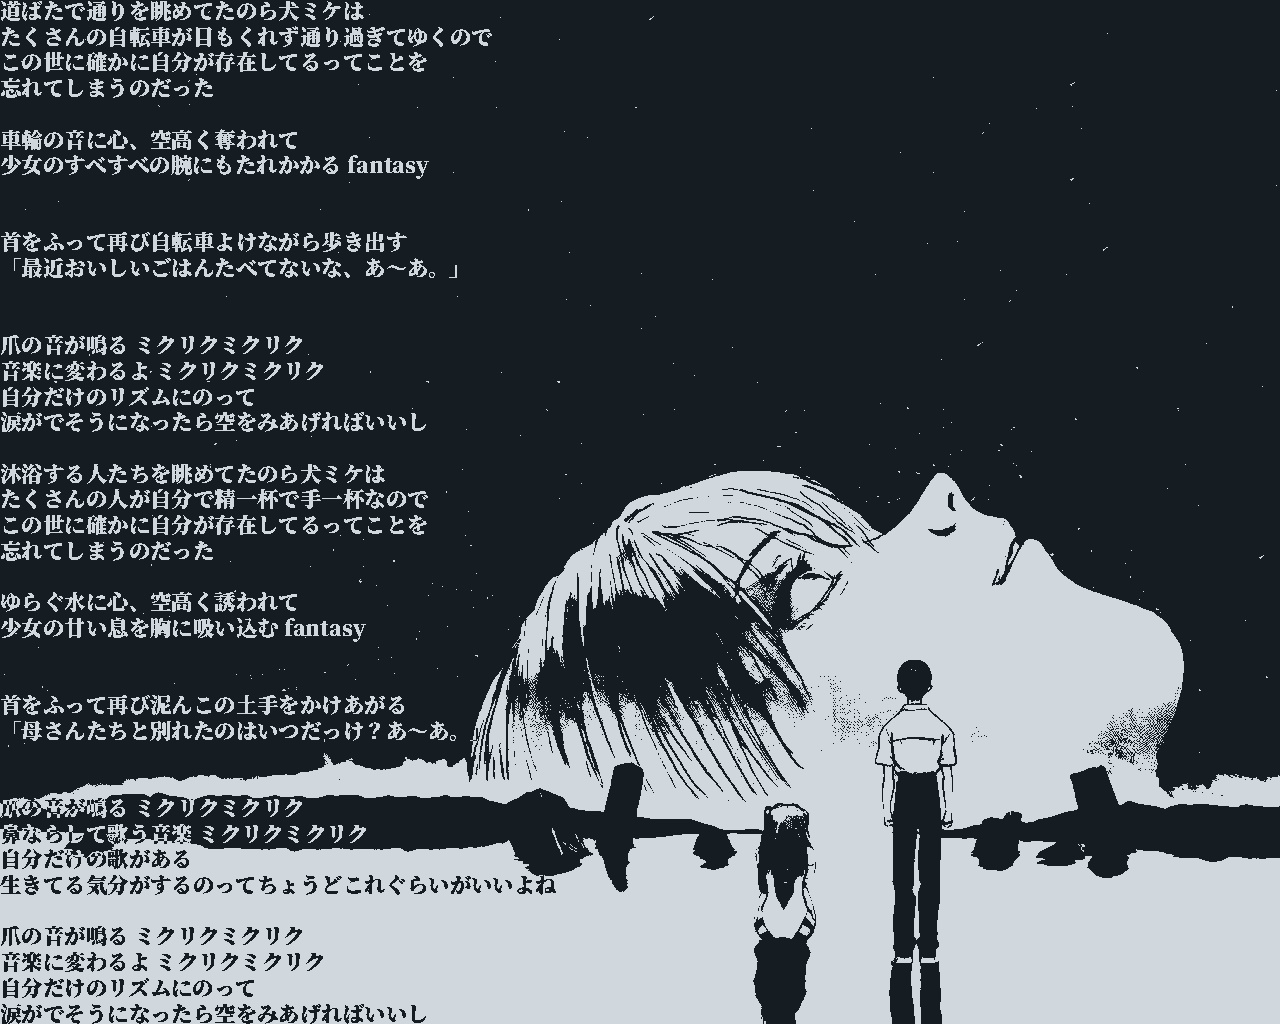 道ばたで通りを眺めてたのら犬ミケは
たくさんの自転車が日もくれず通り過ぎてゆくので
この世に確かに自分が存在してるってことを
忘れてしまうのだった
車輪の音に心、空高く奪われて
少女のすべすべの腕にもたれかかる fantasy
首をふって再び自転車よけながら歩き出す
「最近おいしいごはんたべてないな、あ〜あ。」
爪の音が鳴る ミクリクミクリク
音楽に変わるよ ミクリクミクリク
自分だけのリズムにのって
涙がでそうになったら空をみあげればいいし
沐浴する人たちを眺めてたのら犬ミケは
たくさんの人が自分で精一杯で手一杯なので
この世に確かに自分が存在してるってことを
忘れてしまうのだった
ゆらぐ水に心、空高く誘われて
少女の甘い息を胸に吸い込む fantasy
首をふって再び泥んこの土手をかけあがる
「母さんたちと別れたのはいつだっけ？あ〜あ。
爪の音が鳴る ミクリクミクリク
鼻ならして歌う音楽 ミクリクミクリク
自分だけの歌がある
生きてる気分がするのってちょうどこれぐらいがいいよね
爪の音が鳴る ミクリクミクリク
音楽に変わるよ ミクリクミクリク
自分だけのリズムにのって
涙がでそうになったら空をみあげればいいし